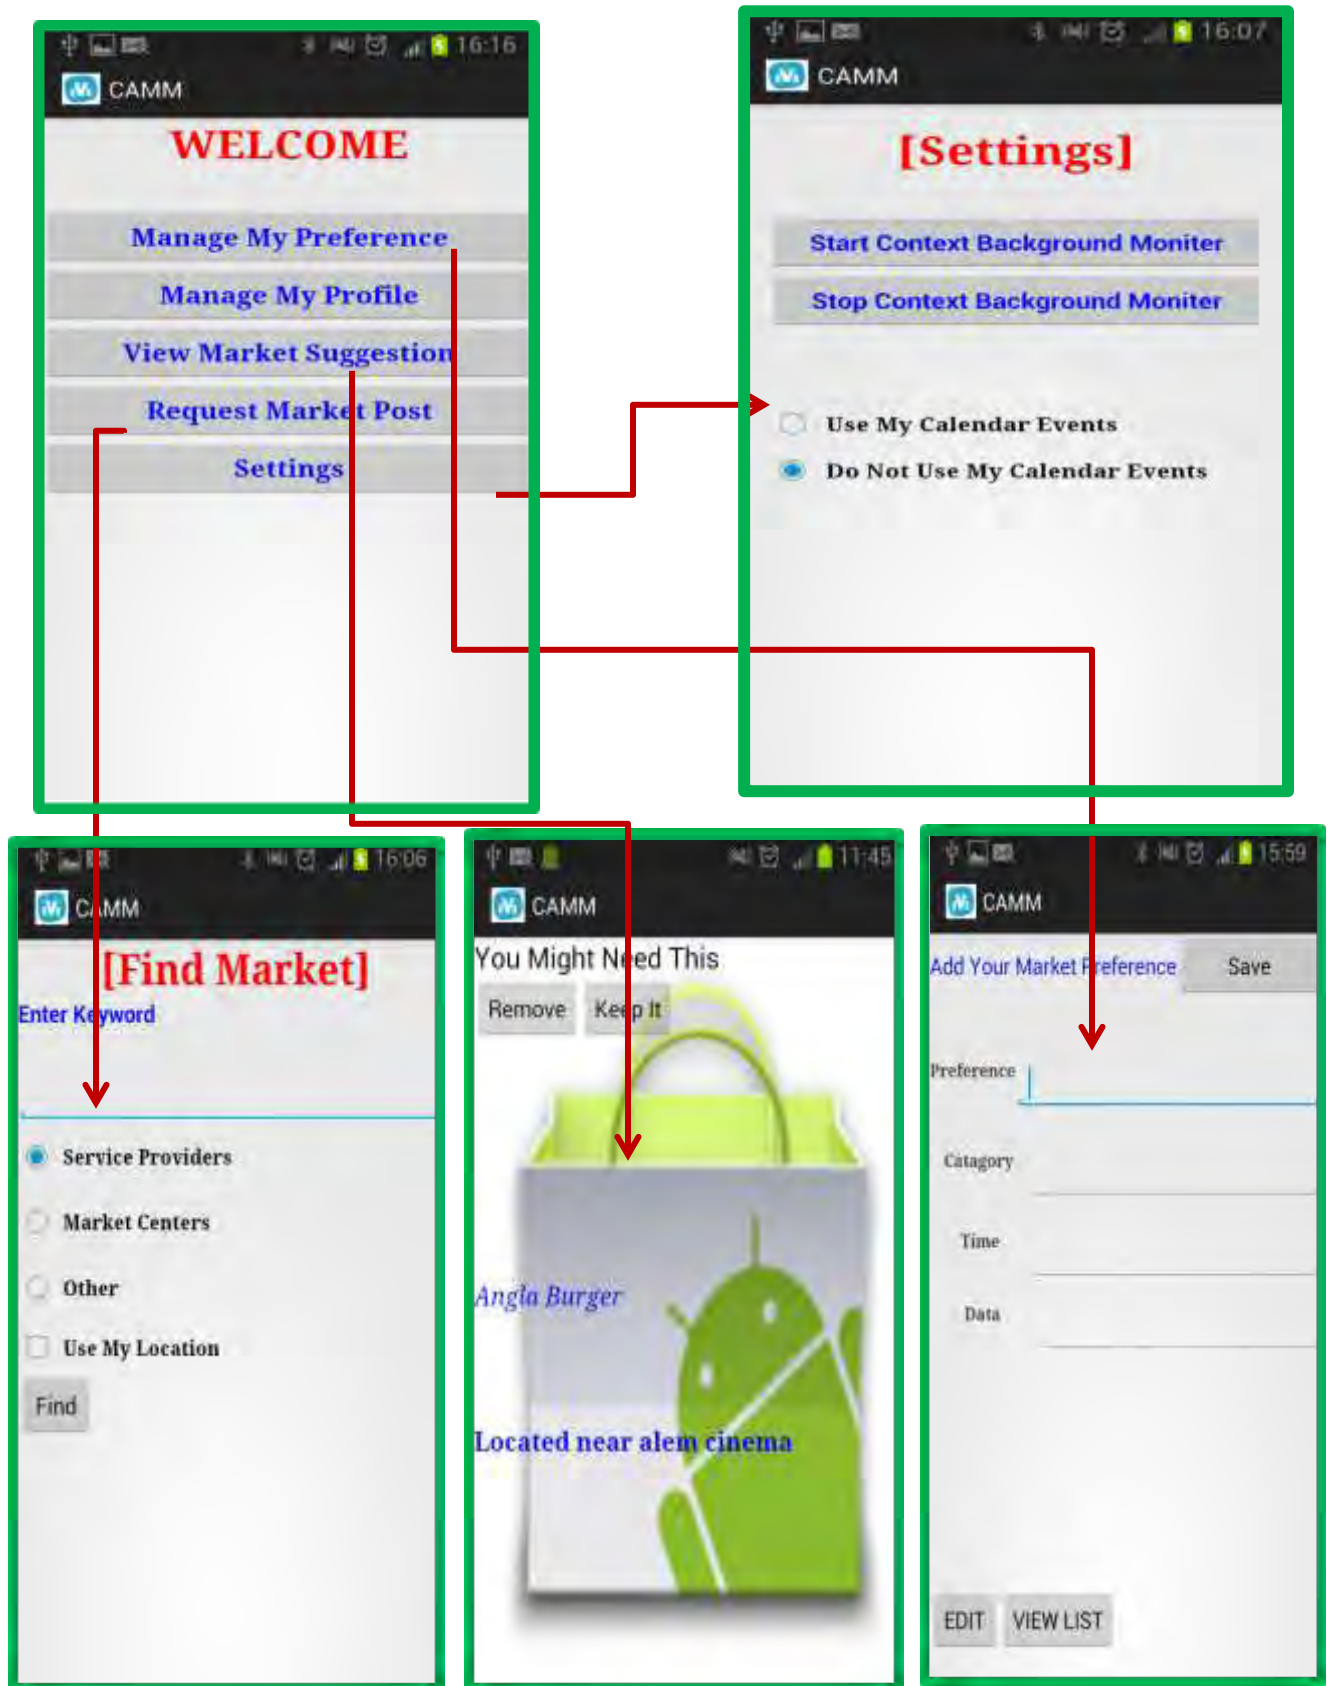 16:16
CAMM
WELCOME
Manage My Preference
Manage My Profile
View Market Suggestion
Request Market Post
Settings
16:07
CAMM
[Settings]
Start Context Background Moniter
Stop Context Background Moniter
Use My Calendar Events
Do Not Use My Calendar Events
16:06
CAMM
[Find Market]
Enter Keyword
Service Providers
Market Centers
Other
Use My Location
Find
11:45
CAMM
You Might Need This
Remove Keep It
Angla Burger
Located near alem cinema
15:59
CAMM
Add Your Market Preference Save
Preference
Catagory
Time
Data
EDIT VIEW LIST